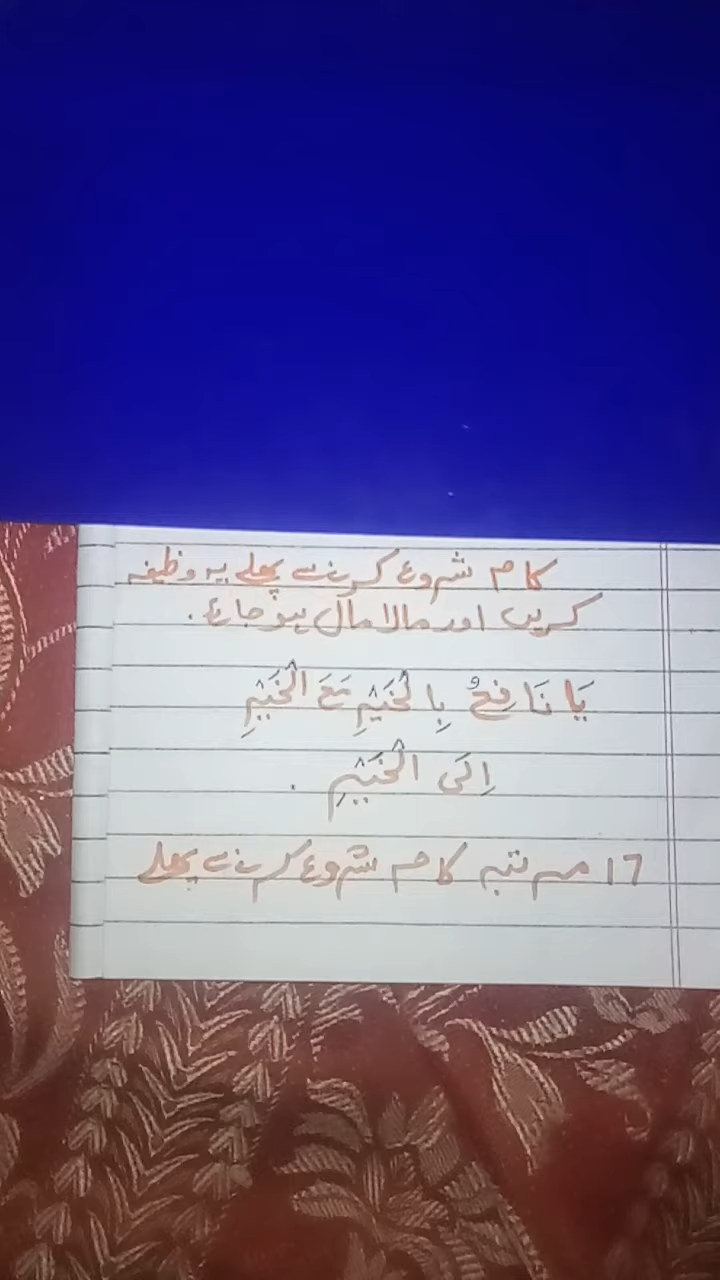 کام شروع کرنے سے پہلے یہ وظیفہ
کریں اور مالا مال ہو جائے۔
يَا نَافِعُ بِالْخَيْرِ مَعَ الْخَيْرِ
اِلَى الْخَيْرِ .
17 مرتبہ کام شروع کرنے سے پہلے